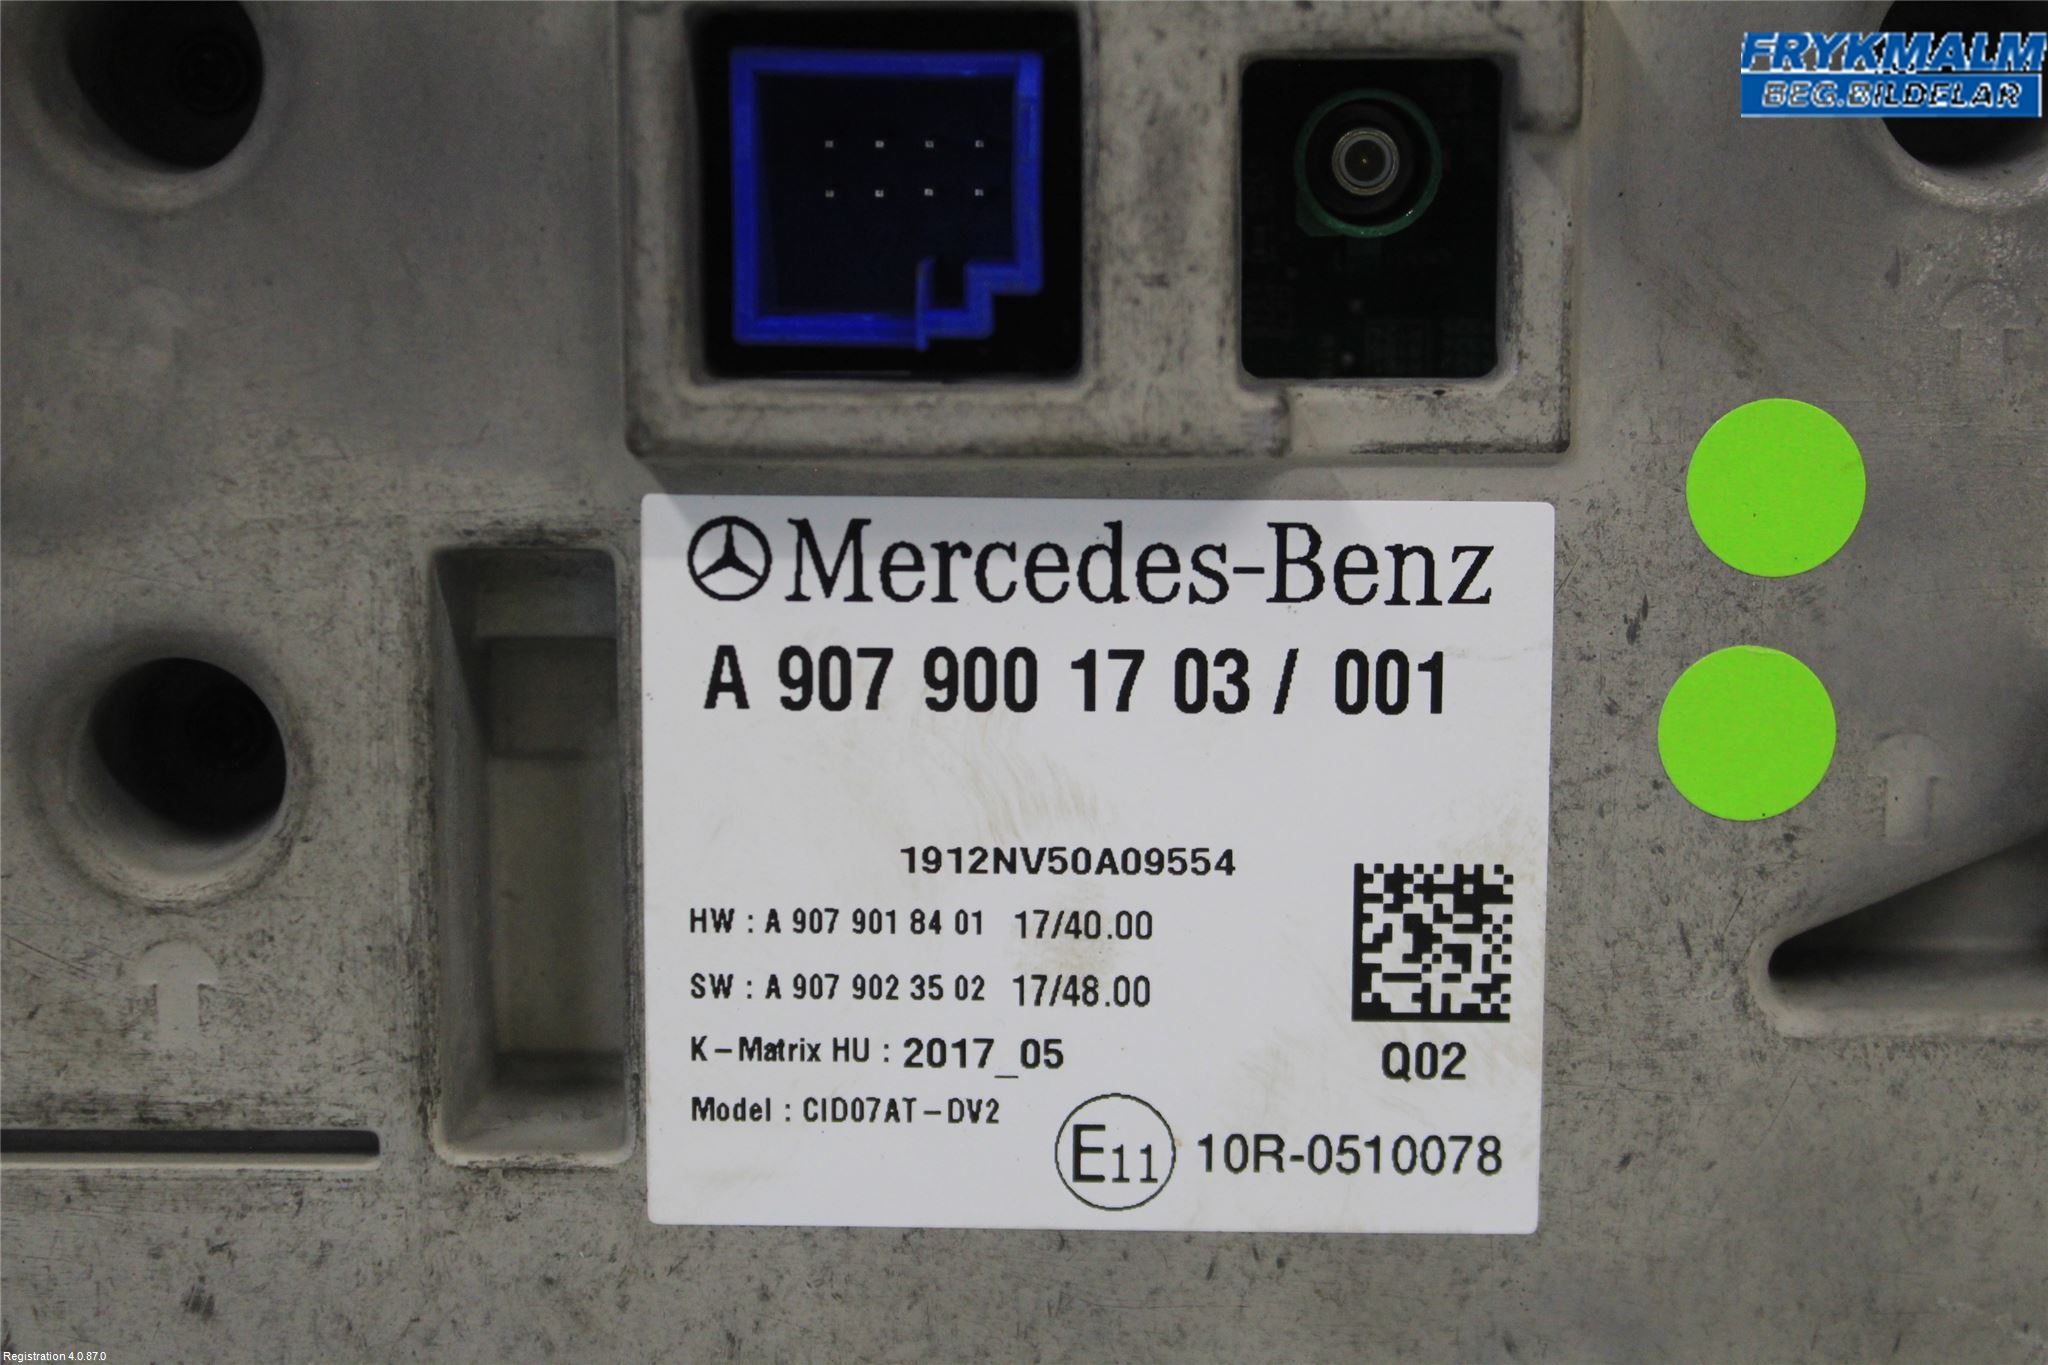 FRYKMALM
BEG.BILDELAR
Mercedes-Benz
A 907 900 17 03 / 001
1912NV50A09554
HW : A 907 901 84 01 17/40.00
SW : A 907 902 35 02 17/48.00
K-Matrix HU : 2017_05
Q02
Model : CID07AT-DV2
E11 10R-0510078
Registration 4.0.87.0